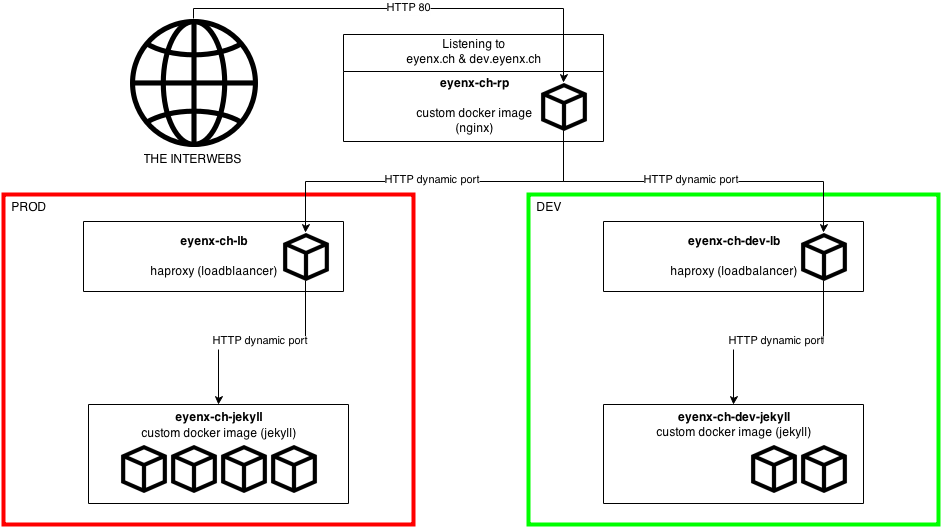 HTTP 80
Listening to
eyenx.ch & dev.eyenx.ch
eyenx-ch-rp
custom docker image
(nginx)
THE INTERWEBS
HTTP dynamic port
HTTP dynamic port
PROD
eyenx-ch-lb
haproxy (loadblaancer)
HTTP dynamic port
eyenx-ch-jekyll
custom docker image (jekyll)
DEV
eyenx-ch-dev-lb
haproxy (loadbalancer)
HTTP dynamic port
eyenx-ch-dev-jekyll
custom docker image (jekyll)